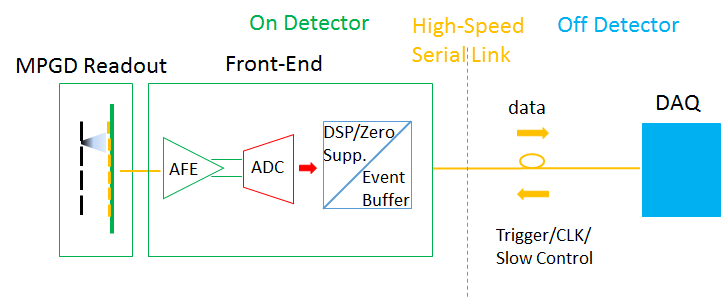 On Detector
High-Speed
Serial Link
Off Detector
MPGD Readout
Front-End
data
DAQ
AFE
ADC
DSP/Zero
Supp.
Event
Buffer
Trigger/CLK/
Slow Control